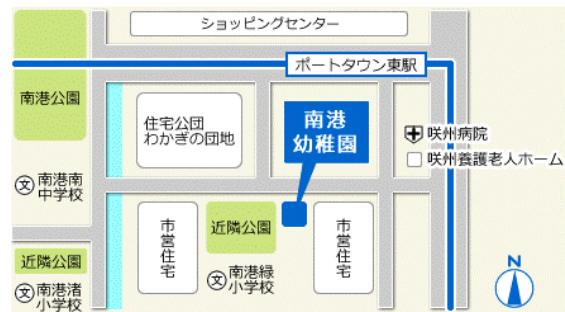 ショッピングセンター
ポートタウン東駅
南港公園
住宅公団
わかぎの団地
南港
幼稚園
咲州病院
咲州養護老人ホーム
文
南港南
中学校
市営住宅
近隣公園
市営住宅
近隣公園
文
南港緑
小学校
文
南港渚
小学校
N